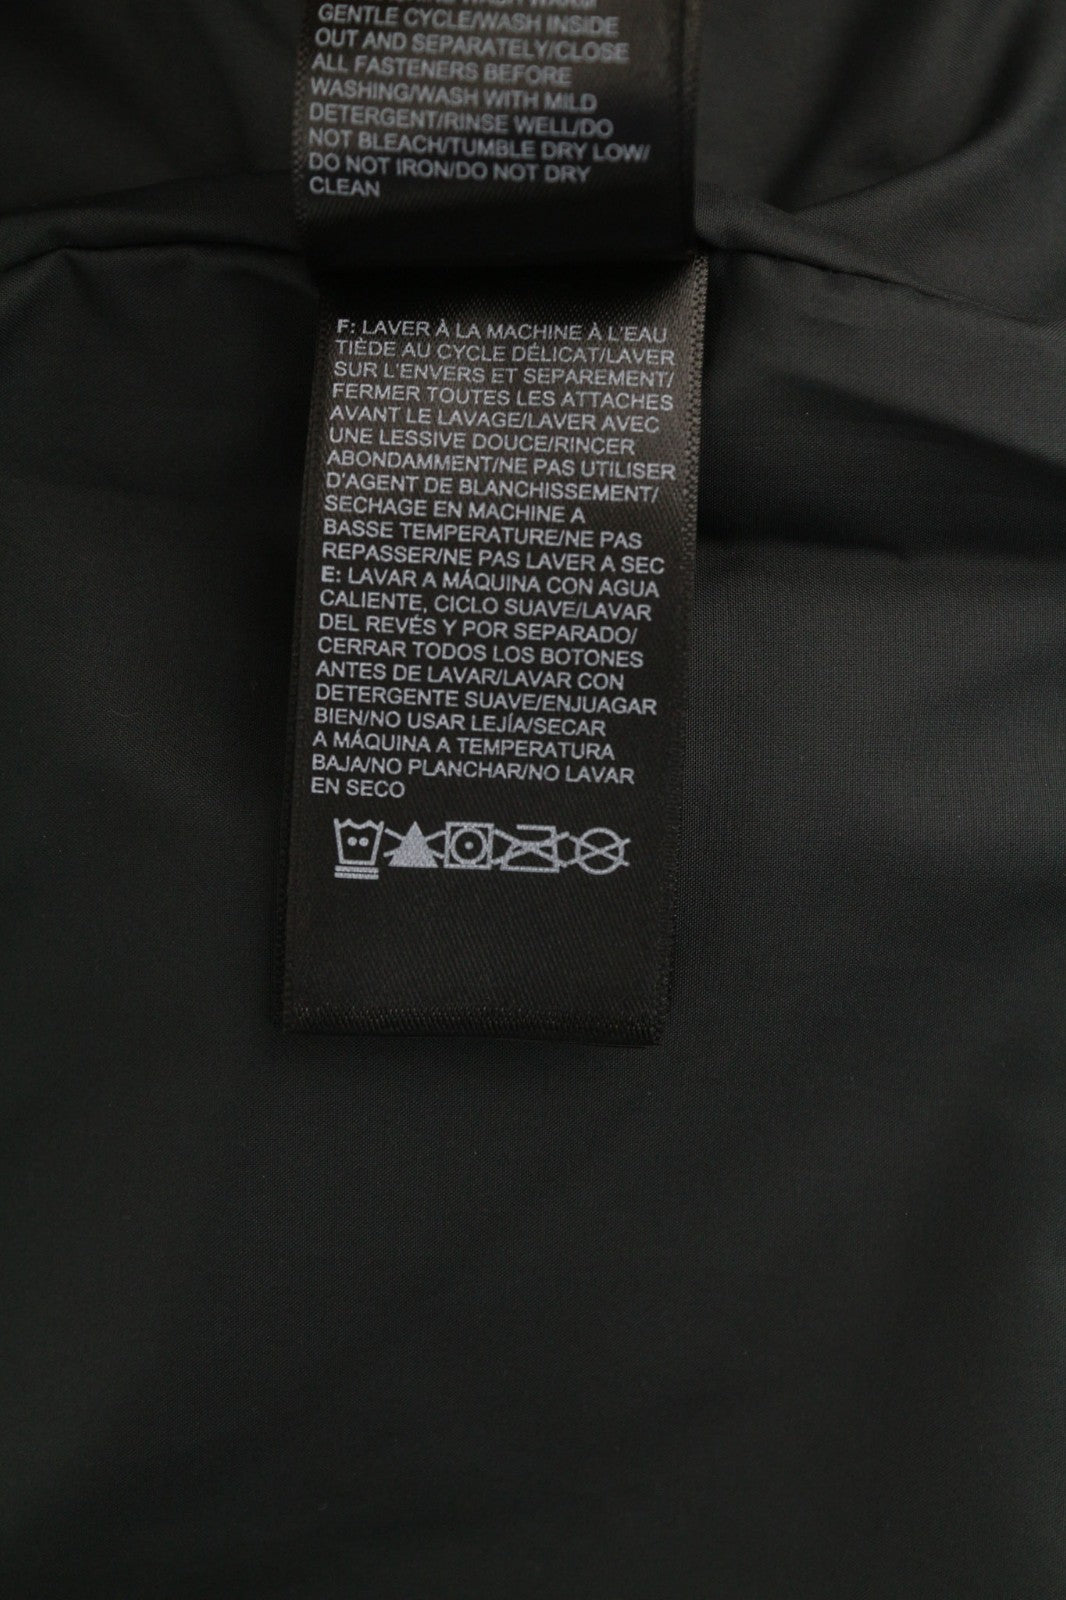 WASH WARM
GENTLE CYCLE/WASH INSIDE
OUT AND SEPARATELY/CLOSE
ALL FASTENERS BEFORE
WASHING/WASH WITH MILD
DETERGENT/RINSE WELL/DO
NOT BLEACH/TUMBLE DRY LOW/
DO NOT IRON/DO NOT DRY
CLEAN
F: LAVER À LA MACHINE À L'EAU
TIÈDE AU CYCLE DÉLICAT/LAVER
SUR L'ENVERS ET SEPAREMENT/
FERMER TOUTES LES ATTACHES
AVANT LE LAVAGE/LAVER AVEC
UNE LESSIVE DOUCE/RINÇER
ABONDAMMENT/NE PAS UTILISER
D'AGENT DE BLANCHISSEMENT/
SECHAGE EN MACHINE A
BASSE TEMPERATURE/NE PAS
REPASSER/NE PAS LAVER A SEC
E: LAVAR A MÁQUINA CON AGUA
CALIENTE, CICLO SUAVE/LAVAR
DEL REVÉS Y POR SEPARADO/
CERRAR TODOS LOS BOTONES
ANTES DE LAVAR/LAVAR CON
DETERGENTE SUAVE/ENJUAGAR
BIEN/NO USAR LEJÍA/SECAR
A MÁQUINA A TEMPERATURA
BAJA/NO PLANCHAR/NO LAVAR
EN SECO